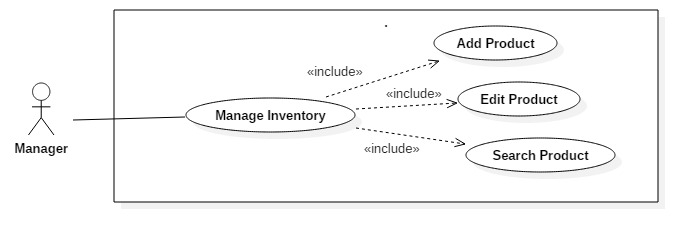 Add Product
«include»
«include»
Edit Product
Manage Inventory
Manager
«include»
Search Product